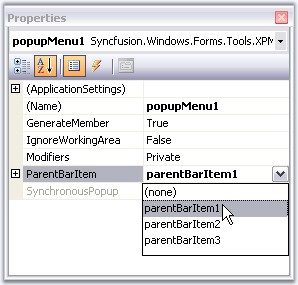 Properties
popupMenu1 Syncfusion.Windows.Forms.Tools.XPM
(ApplicationSettings)
(Name) popupMenu1
GenerateMember True
IgnoreWorkingArea False
Modifiers Private
ParentBarItem parentBarItem1
SynchronousPopup
(none)
parentBarItem1
parentBarItem2
parentBarItem3